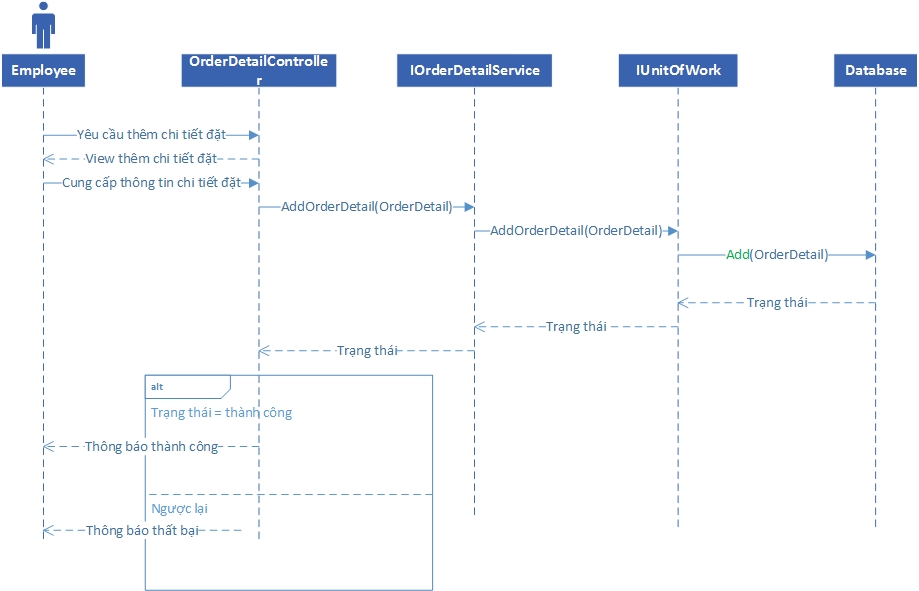 Employee
OrderDetailControlle
r
IOrderDetailService
IUnitOfWork
Database
Yêu cầu thêm chi tiết đặt
View thêm chi tiết đặt
Cung cấp thông tin chi tiết đặt
AddOrderDetail(OrderDetail)
AddOrderDetail(OrderDetail)
Add(OrderDetail)
Trạng thái
Trạng thái
Trạng thái
alt
Trạng thái = thành công
Thông báo thành công
Ngược lại
Thông báo thất bại